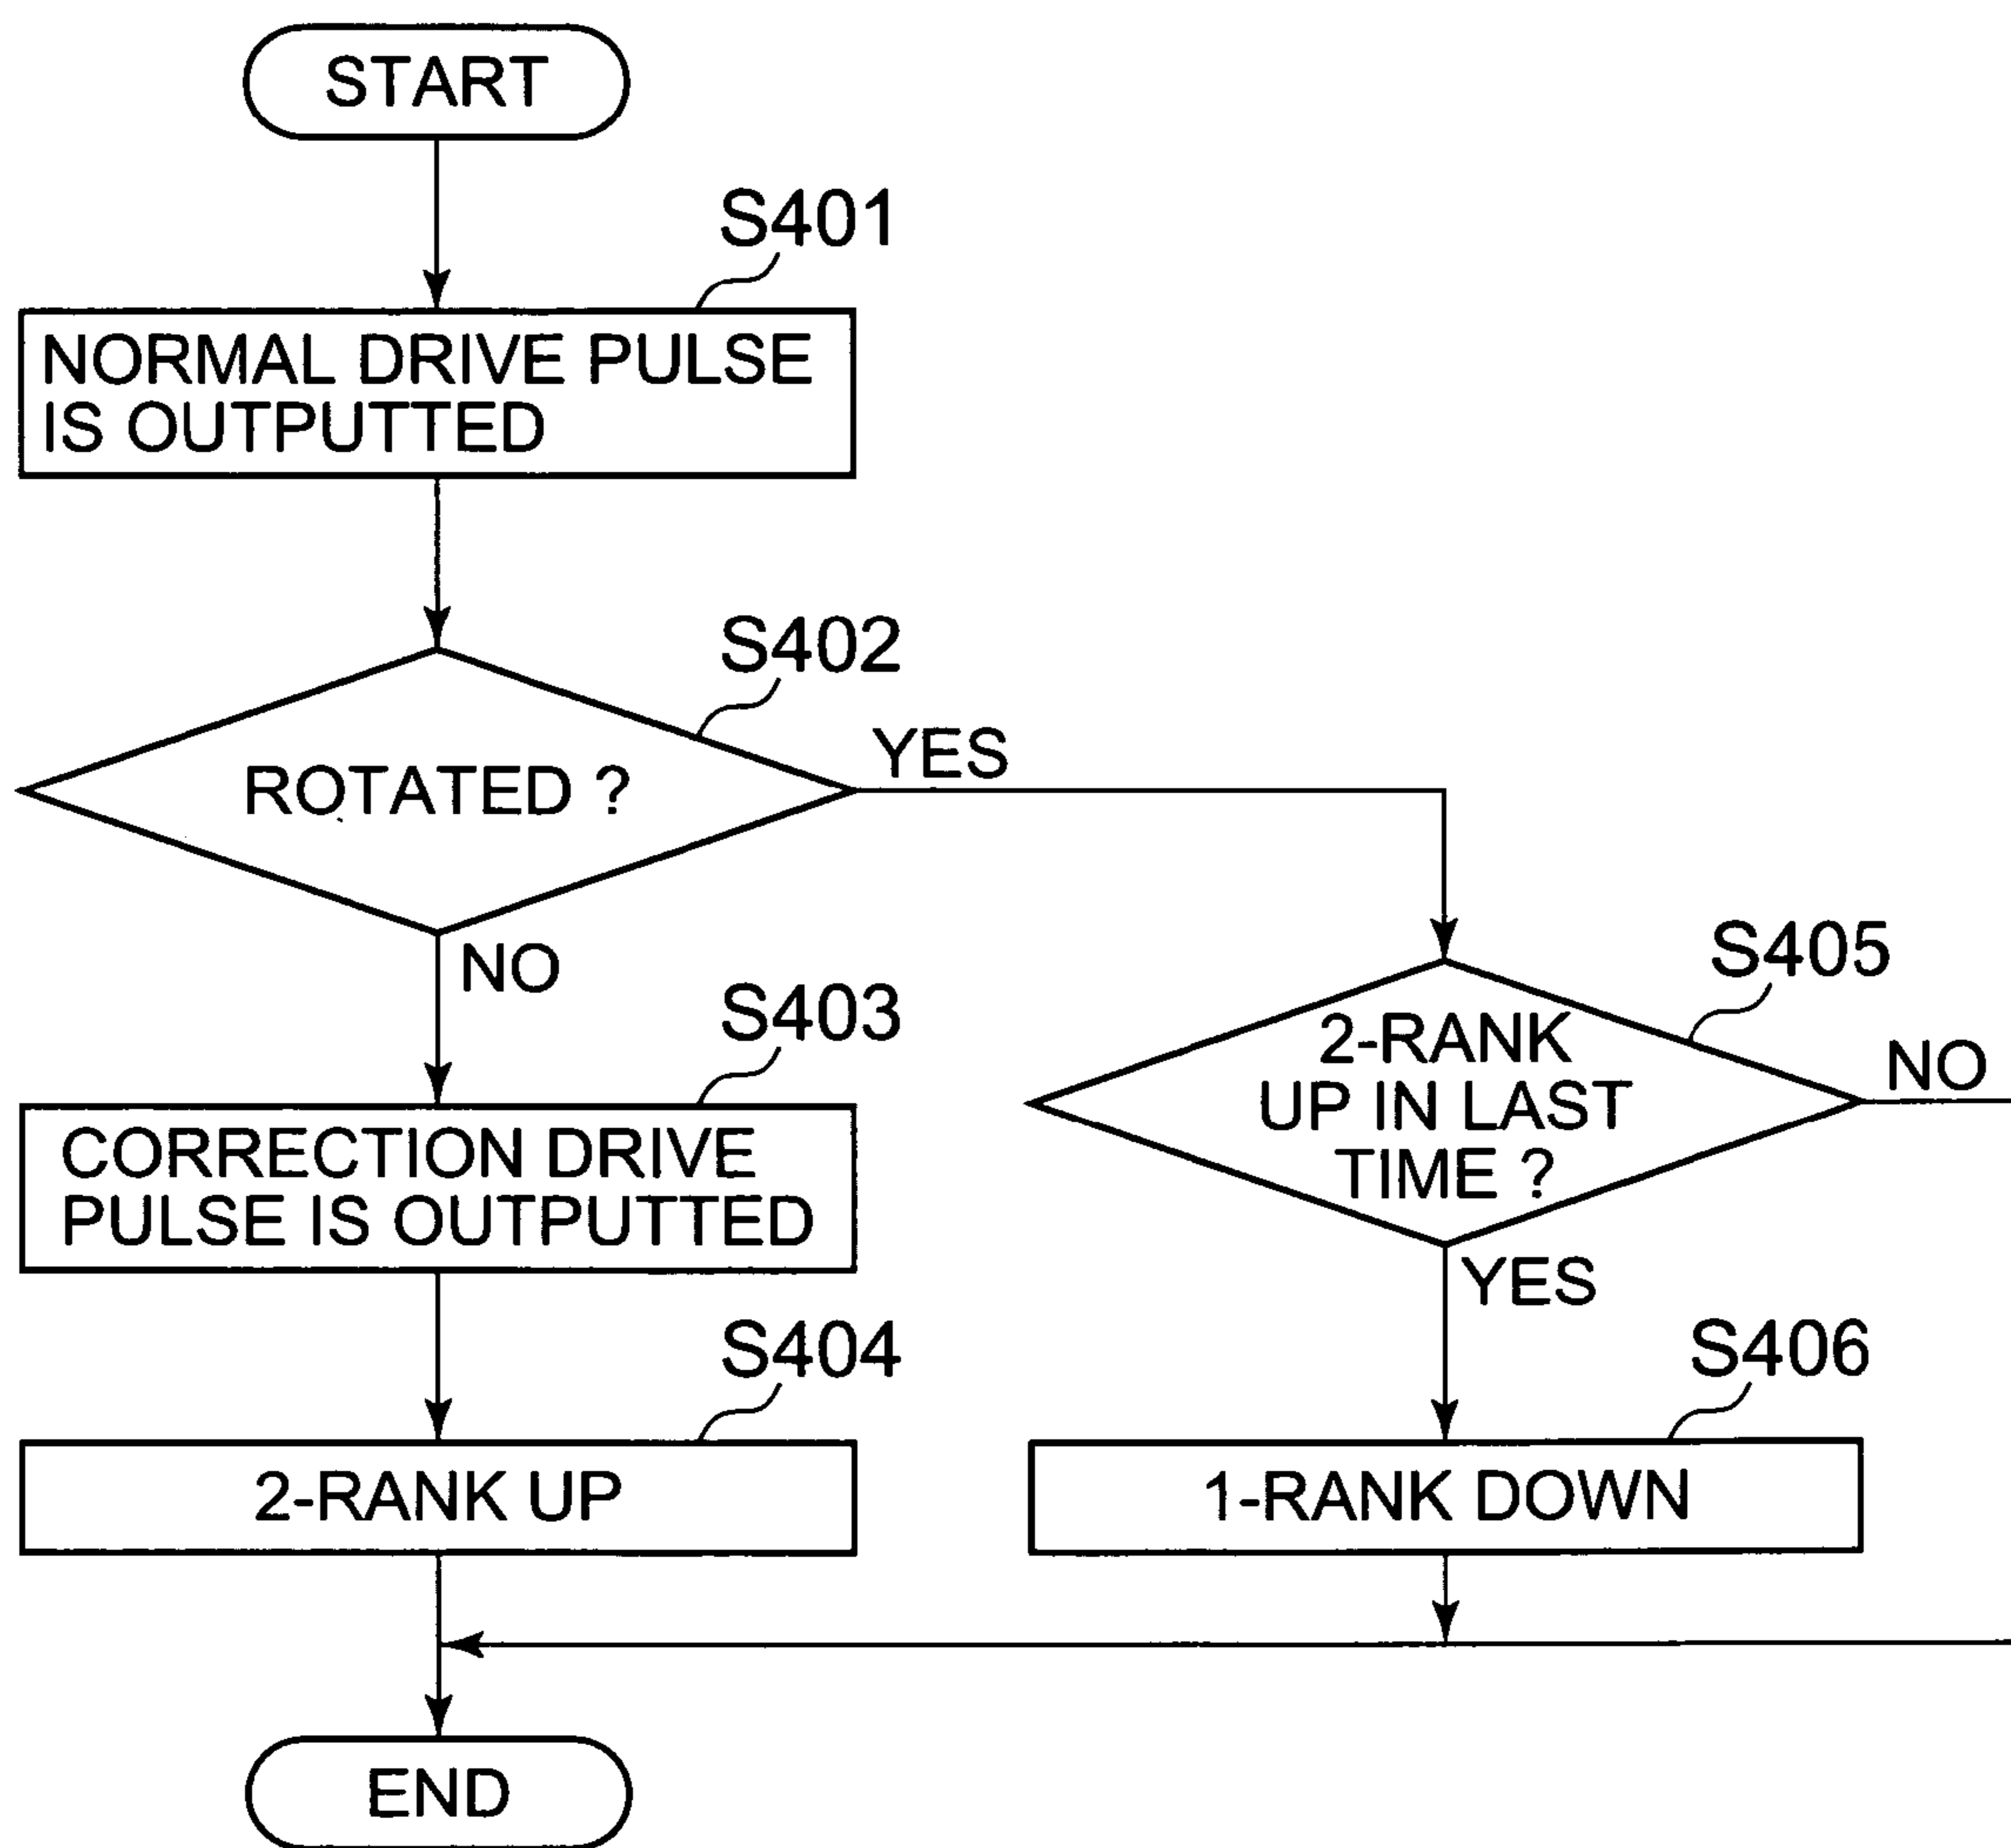 START
S401
NORMAL DRIVE PULSE
IS OUTPUTTED
S402
ROTATED ?
YES
NO
S403
CORRECTION DRIVE
PULSE IS OUTPUTTED
S404
2-RANK UP
S405
2-RANK
UP IN LAST
TIME ?
NO
YES
S406
1-RANK DOWN
END